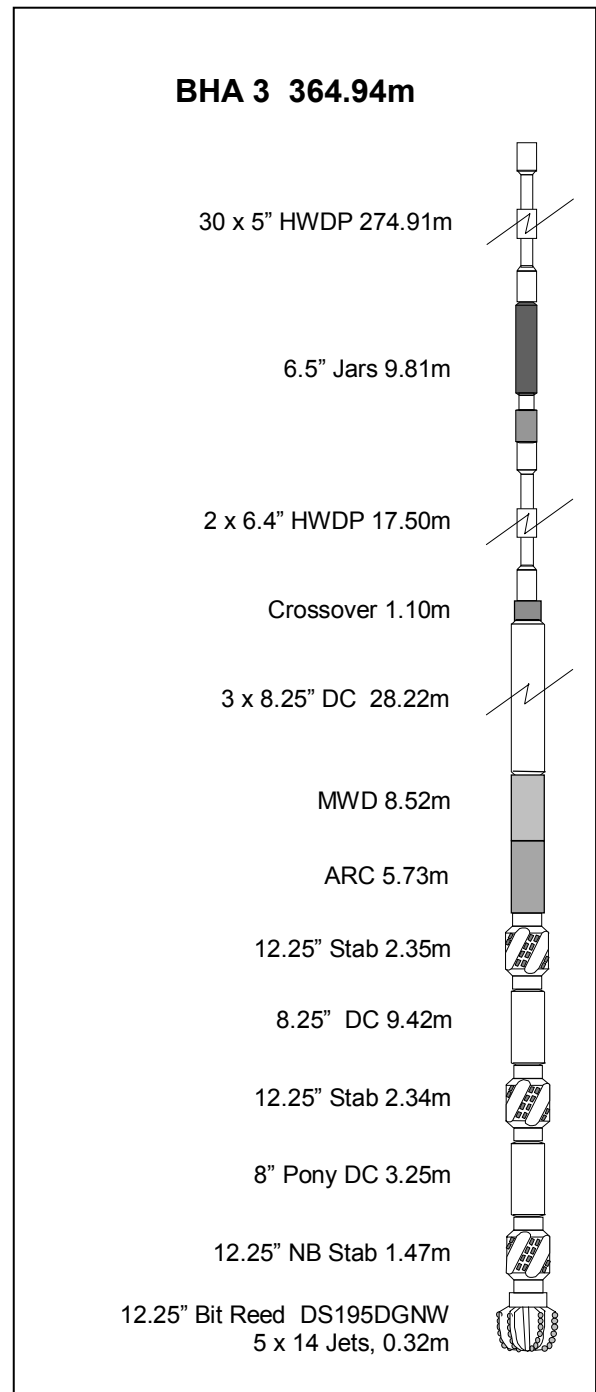 BHA 3  364.94m
30 x 5” HWDP 274.91m
6.5” Jars 9.81m
2 x 6.4” HWDP 17.50m
Crossover 1.10m
3 x 8.25” DC  28.22m
MWD 8.52m
ARC 5.73m
12.25” Stab 2.35m
8.25”  DC 9.42m
12.25” Stab 2.34m
8” Pony DC 3.25m
12.25” NB Stab 1.47m
12.25” Bit Reed  DS195DGNW
5 x 14 Jets, 0.32m